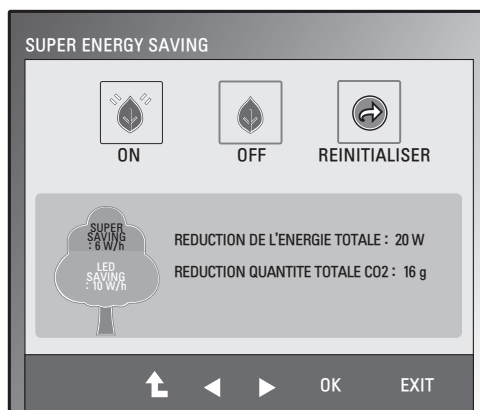 SUPER ENERGY SAVING
ON OFF REINITIALISER
SUPER
SAVING
: 6 W/h
LED
SAVING
: 10 W/h
REDUCTION DE L'ENERGIE TOTALE : 20 W
REDUCTION QUANTITE TOTALE CO2 : 16 g
OK EXIT